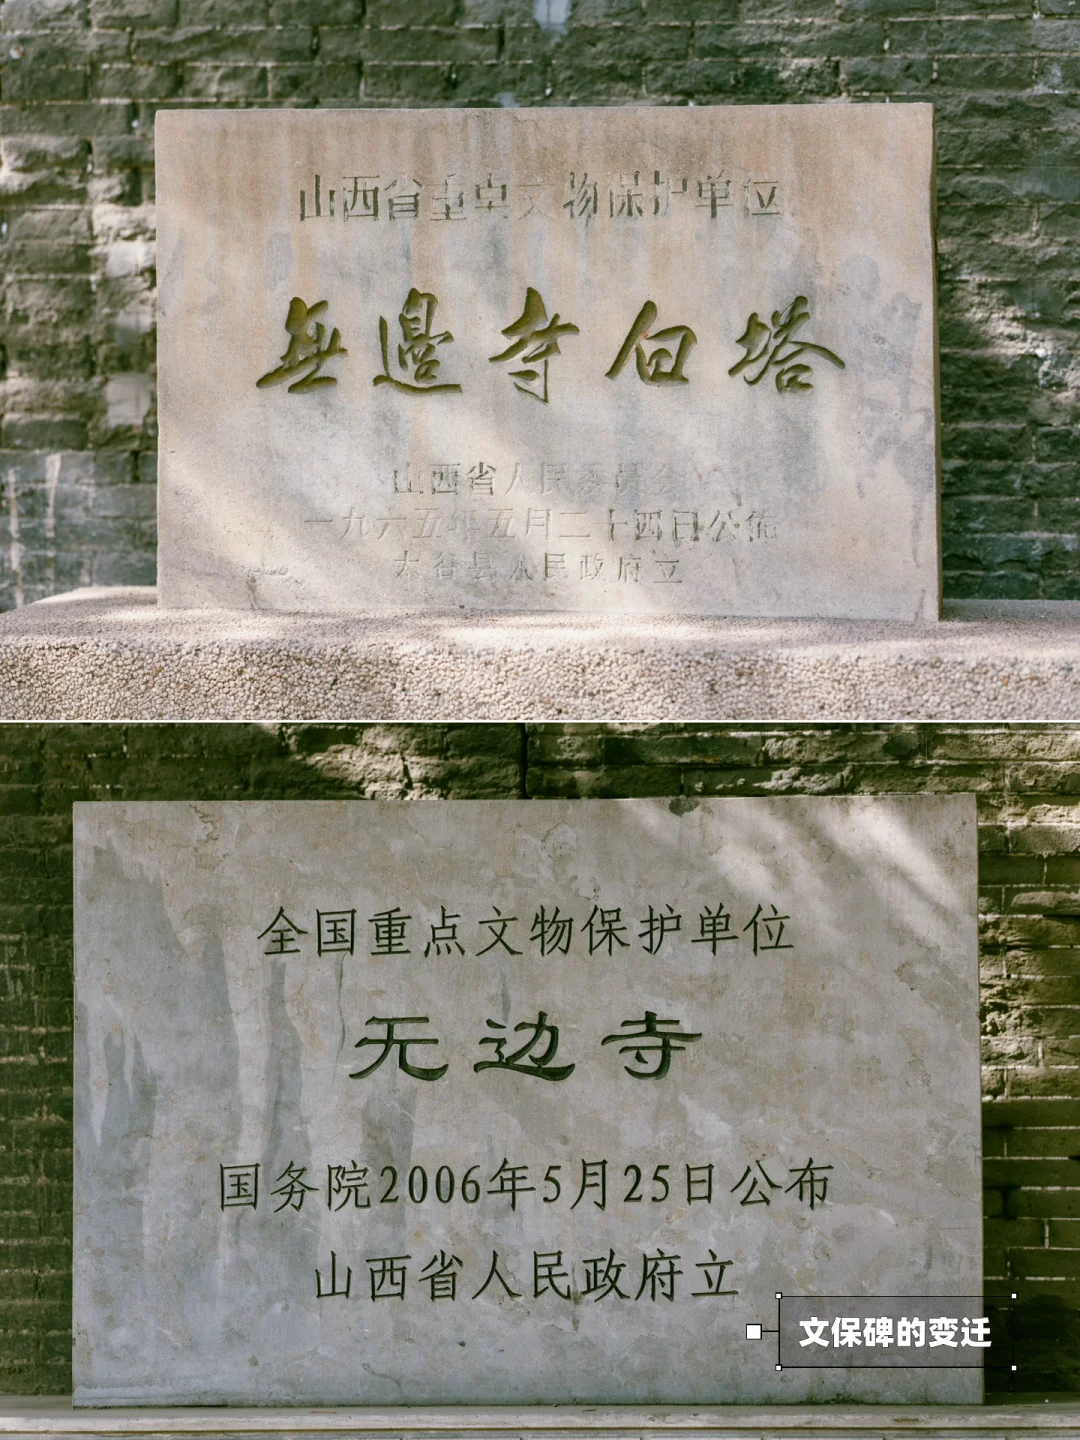 山西省重点文物保护单位
無邊寺白塔
山西省人民委员会
一九六五年五月二十四日公佈
太谷县人民政府立
全国重点文物保护单位
无边寺
国务院2006年5月25日公布
山西省人民政府立
文保碑的变迁